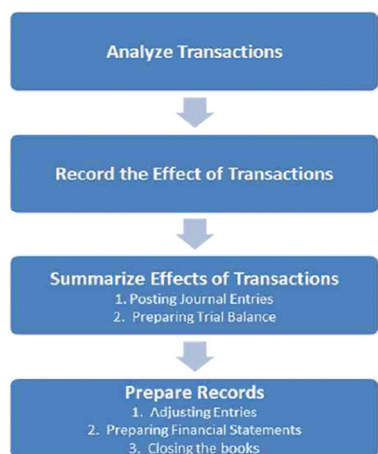 Analyze Transactions
Record the Effect of Transactions
Summarize Effects of Transactions
1. Posting Journal Entries
2. Preparing Trial Balance
Prepare Records
1. Adjusting Entries
2. Preparing Financial Statements
3. Closing the books